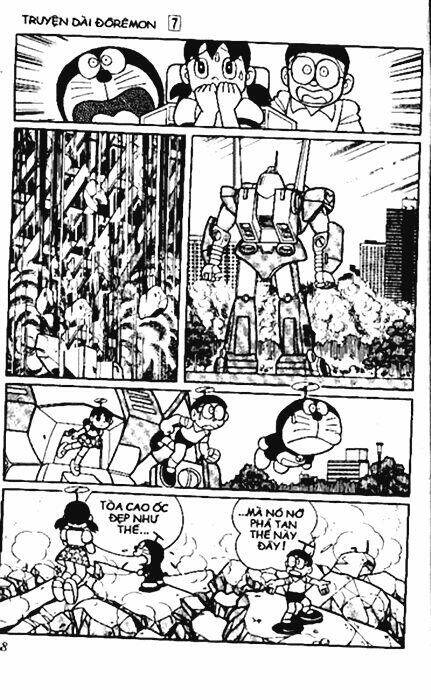 TRUYỆN DÀI ĐÔRÊMON 7
TÒA CAO ỐC
ĐẸP NHƯ
THẾ...
...MÀ NÓ NỠ
PHÁ TAN
THẾ NÀY
ĐÂY!
8